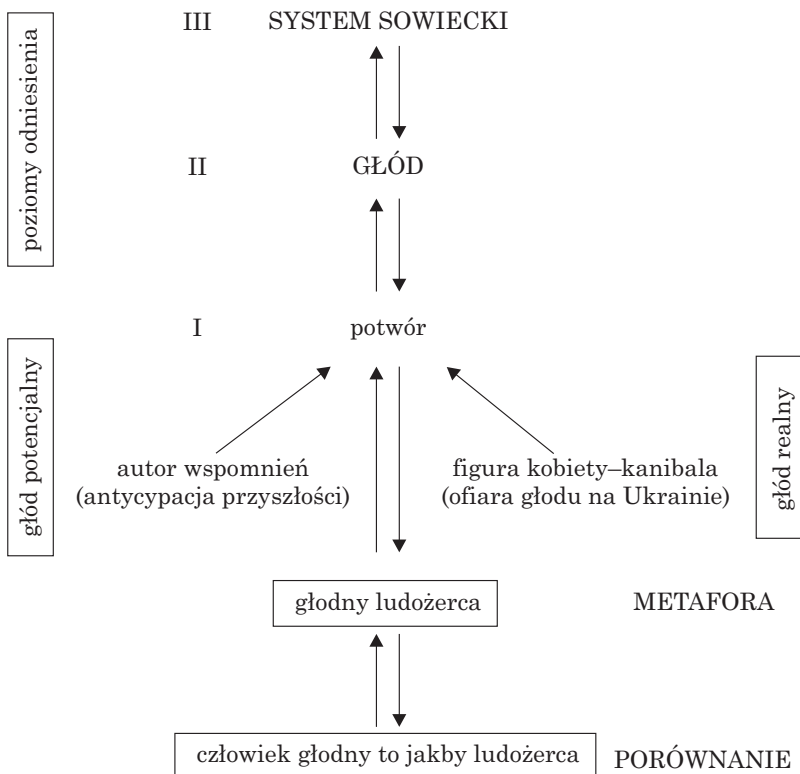 III SYSTEM SOWIECKI
poziomy odniesienia
II GŁÓD
I potwór
głód potencjalny
głód realny
autor wspomnień
(antycypacja przyszłości)
figura kobiety–kanibala
(ofiara głodu na Ukrainie)
głodny ludożerca METAFORA
człowiek głodny to jakby ludożerca PORÓWNANIE